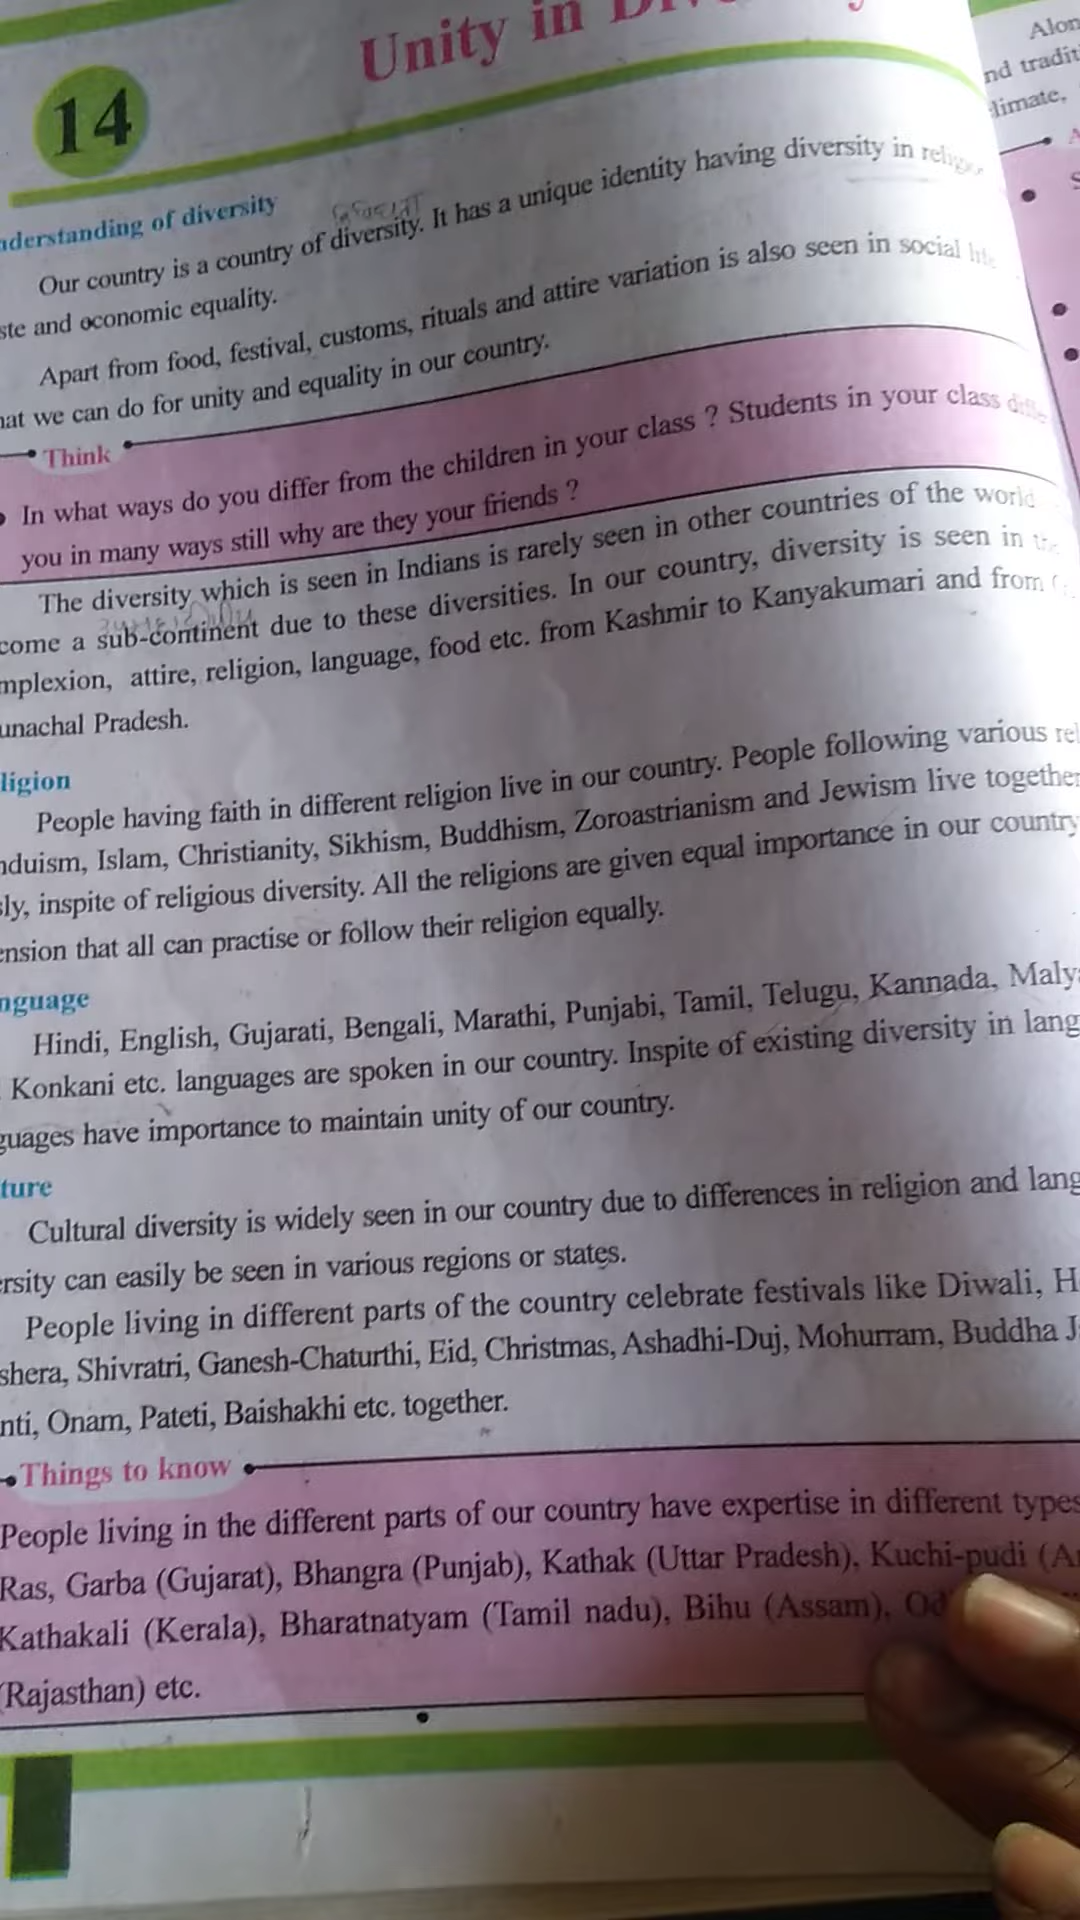 Unity in
14
nderstanding of diversity
Our country is a country of diversity. It has a unique identity having diversity in
ste and economic equality.
Apart from food, festival, customs, rituals and attire variation is also seen in social
hat we can do for unity and equality in our country.
Think
In what ways do you differ from the children in your class ? Students in your class
you in many ways still why are they your friends ?
The diversity which is seen in Indians is rarely seen in other countries of the world
come a sub-continent due to these diversities. In our country, diversity is seen in
mplexion, attire, religion, language, food etc. from Kashmir to Kanyakumari and from
unachal Pradesh.
ligion
People having faith in different religion live in our country. People following various rel
nduism, Islam, Christianity, Sikhism, Buddhism, Zoroastrianism and Jewism live together
sly, inspite of religious diversity. All the religions are given equal importance in our country
ension that all can practise or follow their religion equally.
nguage
Hindi, English, Gujarati, Bengali, Marathi, Punjabi, Tamil, Telugu, Kannada, Maly
Konkani etc. languages are spoken in our country. Inspite of existing diversity in lang
guages have importance to maintain unity of our country.
ture
Cultural diversity is widely seen in our country due to differences in religion and lang
ersity can easily be seen in various regions or states.
People living in different parts of the country celebrate festivals like Diwali, H
shera, Shivratri, Ganesh-Chaturthi, Eid, Christmas, Ashadhi-Duj, Mohurram, Buddha J
nti, Onam, Pateti, Baishakhi etc. together.
Things to know
People living in the different parts of our country have expertise in different types
Ras, Garba (Gujarat), Bhangra (Punjab), Kathak (Uttar Pradesh), Kuchi-pudi (A
Kathakali (Kerala), Bharatnatyam (Tamil nadu), Bihu (Assam), Od
(Rajasthan) etc.
Alon
nd tradit
limate,